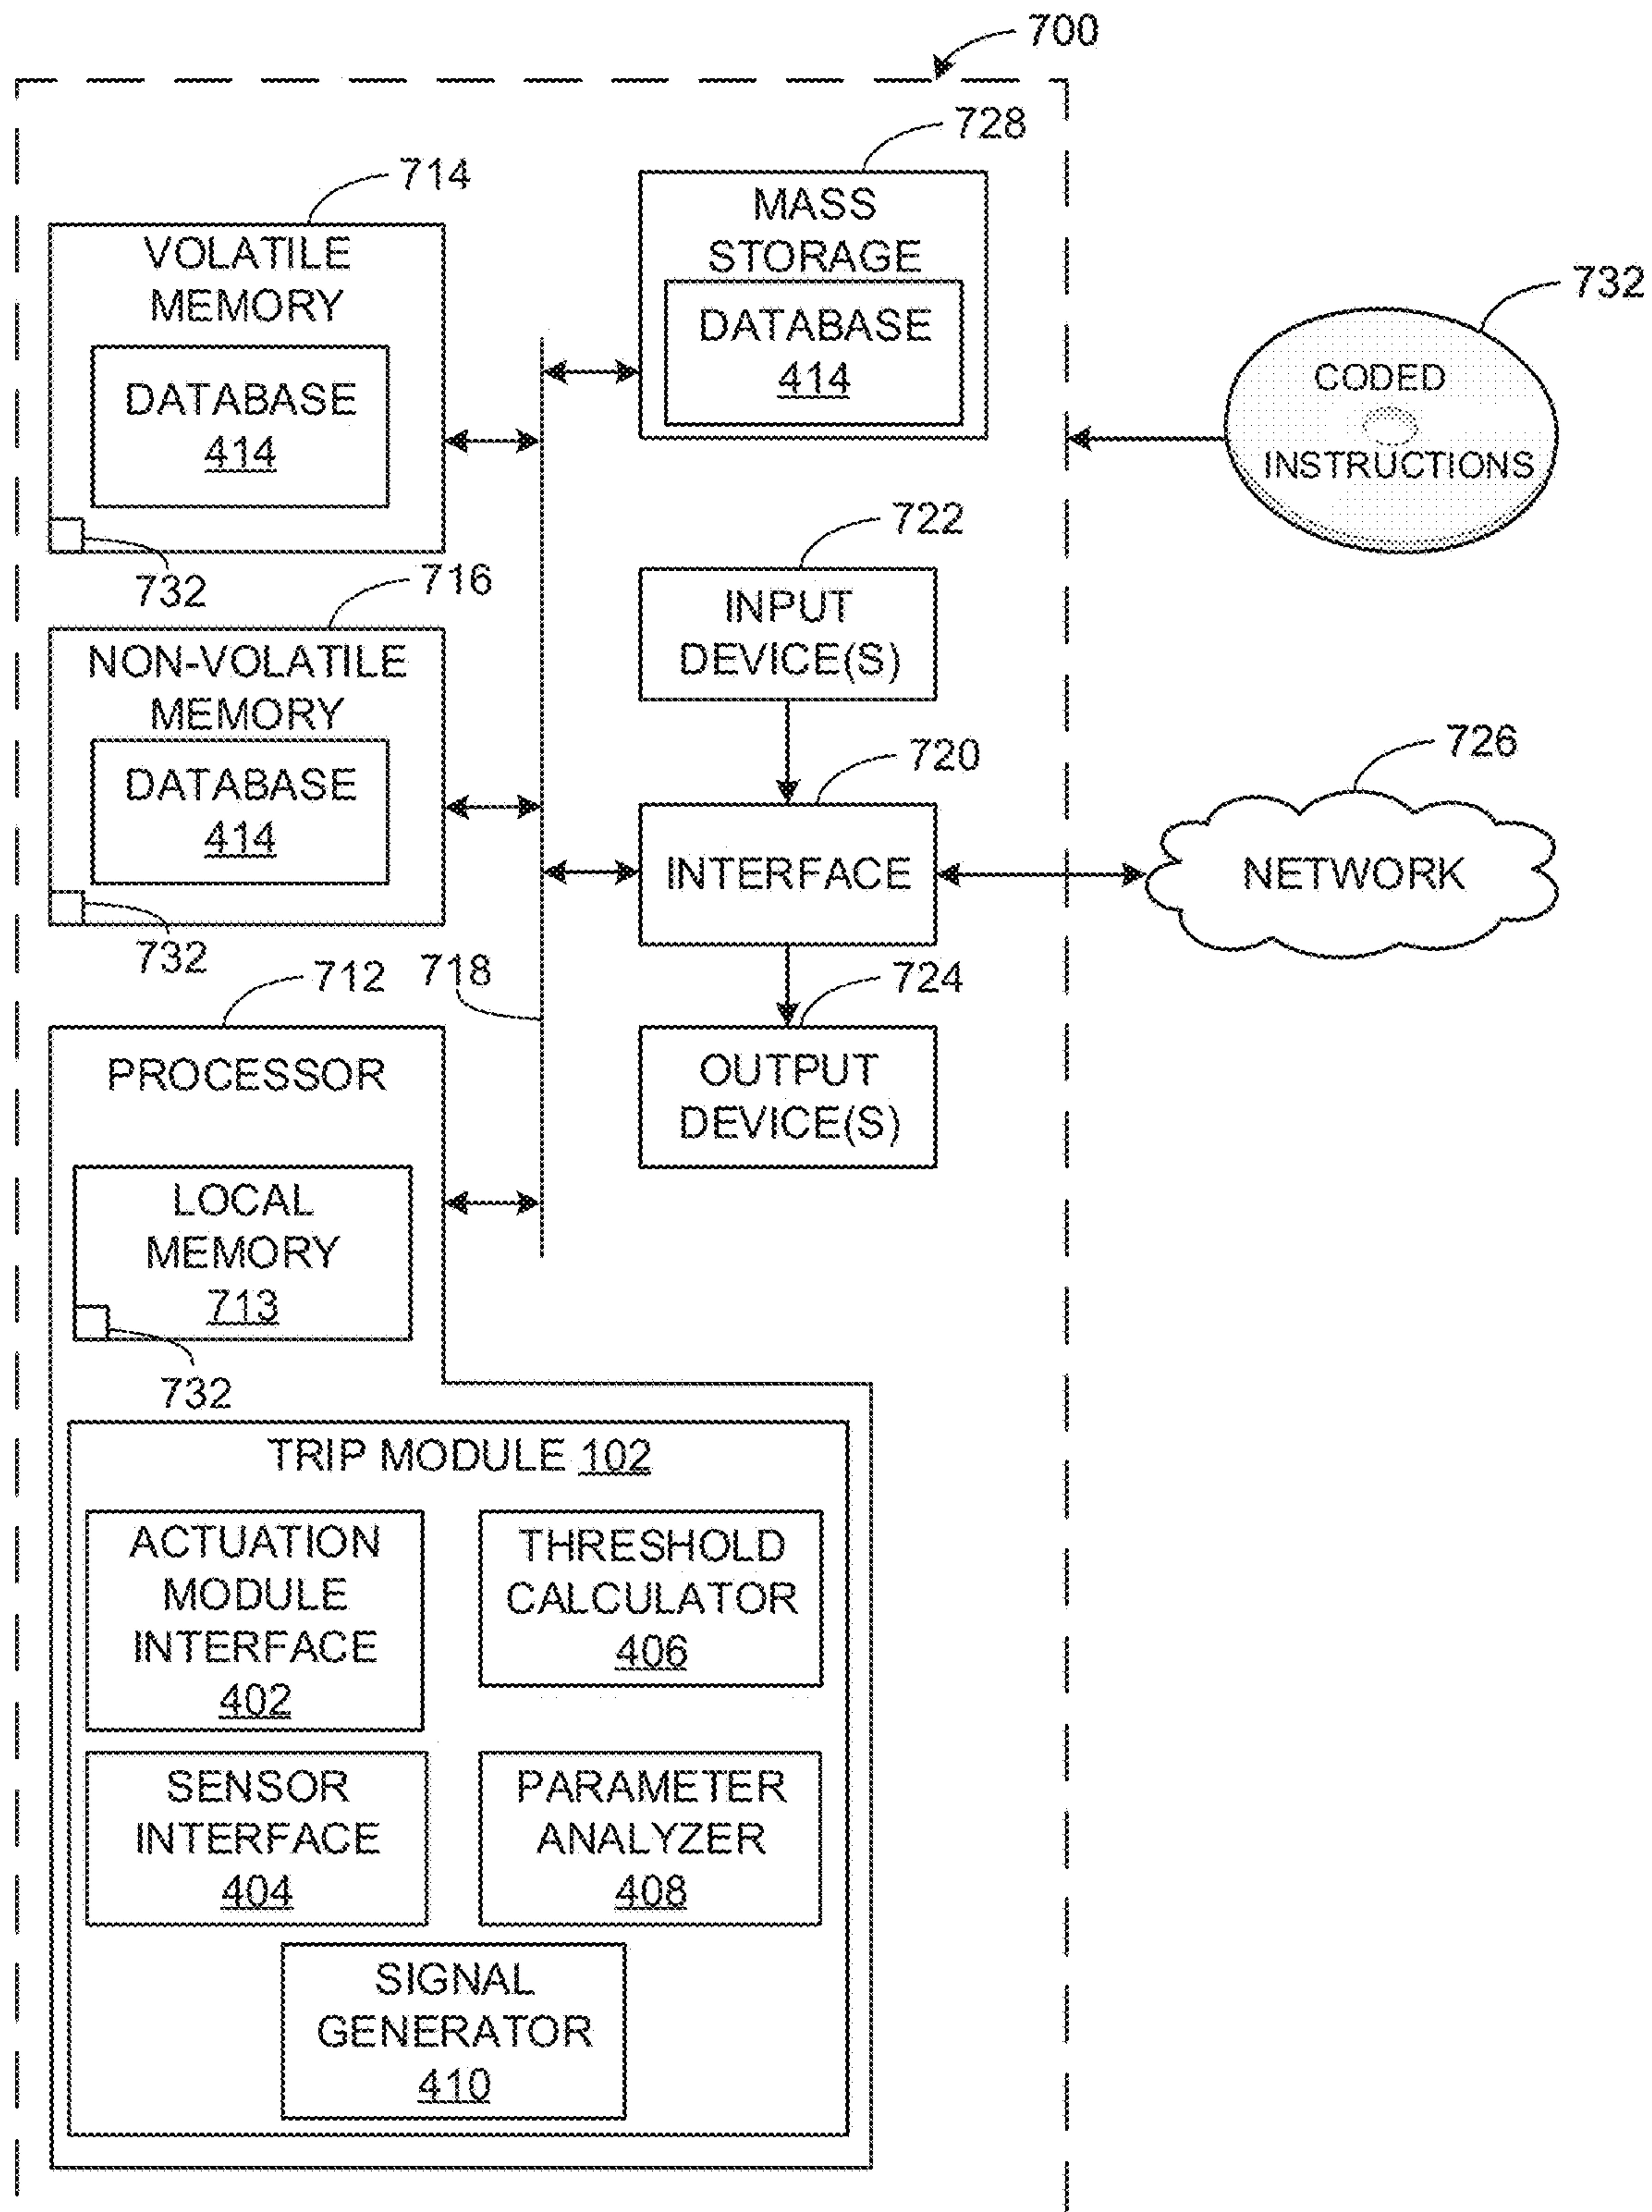 700
728
714
MASS
STORAGE
DATABASE
414
VOLATILE
MEMORY
DATABASE
414
732
732
CODED
INSTRUCTIONS
722
716
INPUT
DEVICE(S)
NON-VOLATILE
MEMORY
DATABASE
414
732
720
INTERFACE
726
NETWORK
712
718
724
OUTPUT
DEVICE(S)
PROCESSOR
LOCAL
MEMORY
713
732
TRIP MODULE 102
ACTUATION
MODULE
INTERFACE
402
THRESHOLD
CALCULATOR
406
SENSOR
INTERFACE
404
PARAMETER
ANALYZER
408
SIGNAL
GENERATOR
410